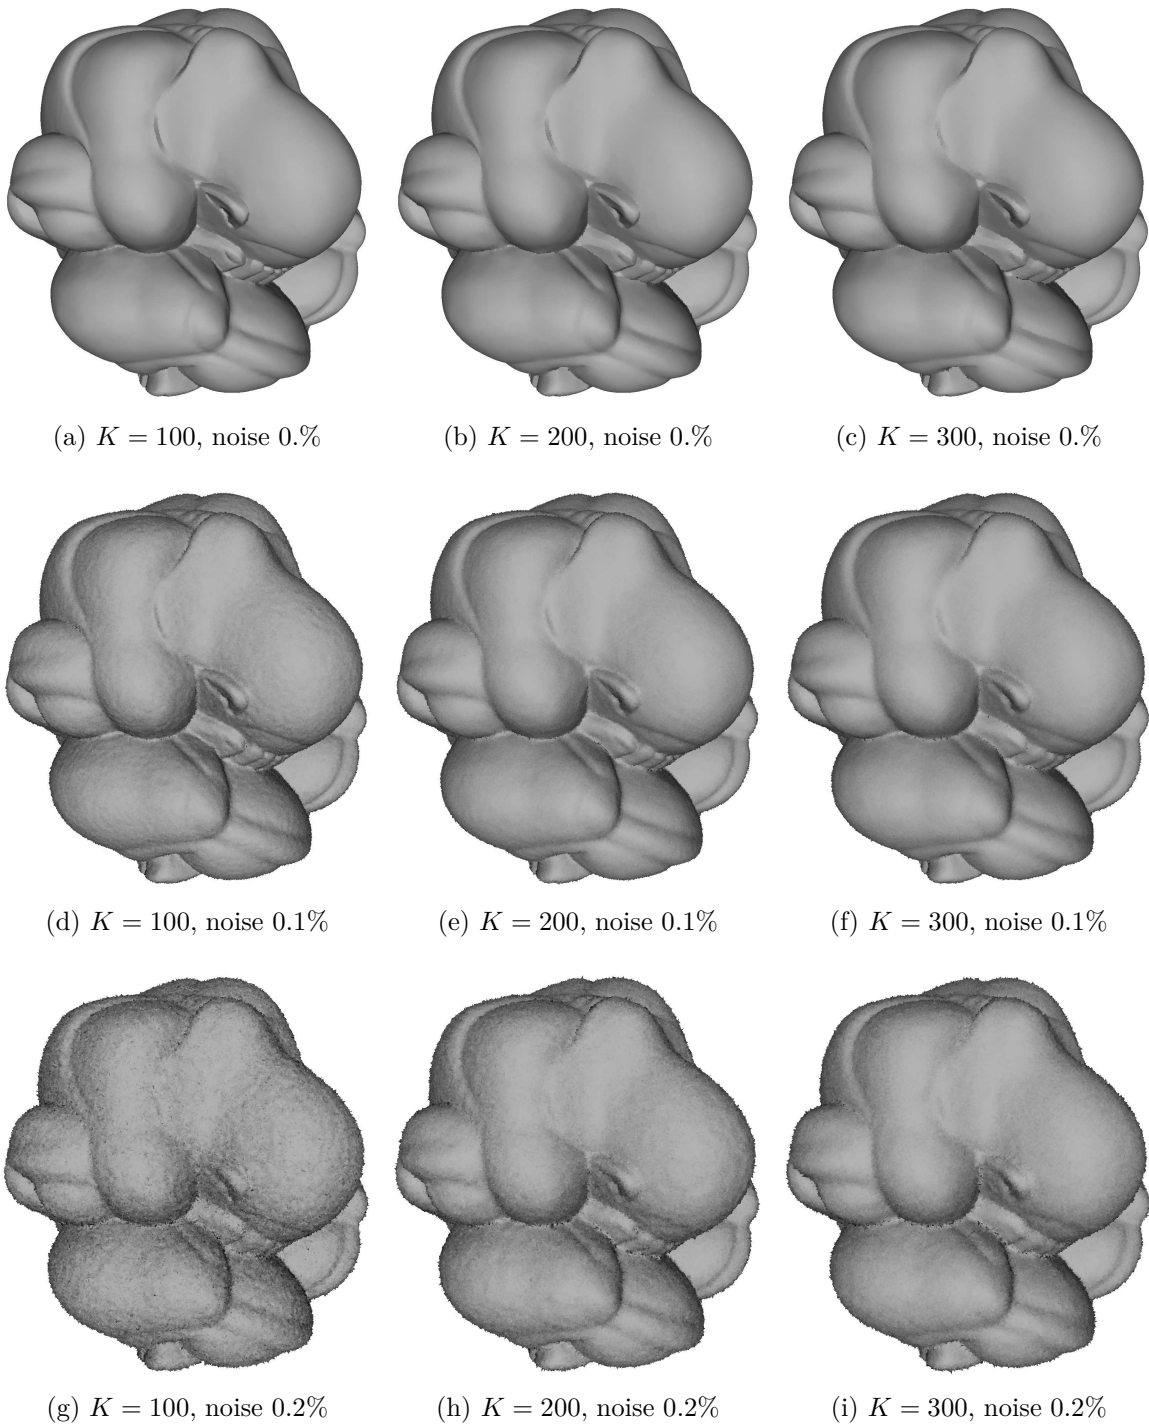 (a) K = 100, noise 0.%
(b) K = 200, noise 0.%
(c) K = 300, noise 0.%
(d) K = 100, noise 0.1%
(e) K = 200, noise 0.1%
(f) K = 300, noise 0.1%
(g) K = 100, noise 0.2%
(h) K = 200, noise 0.2%
(i) K = 300, noise 0.2%